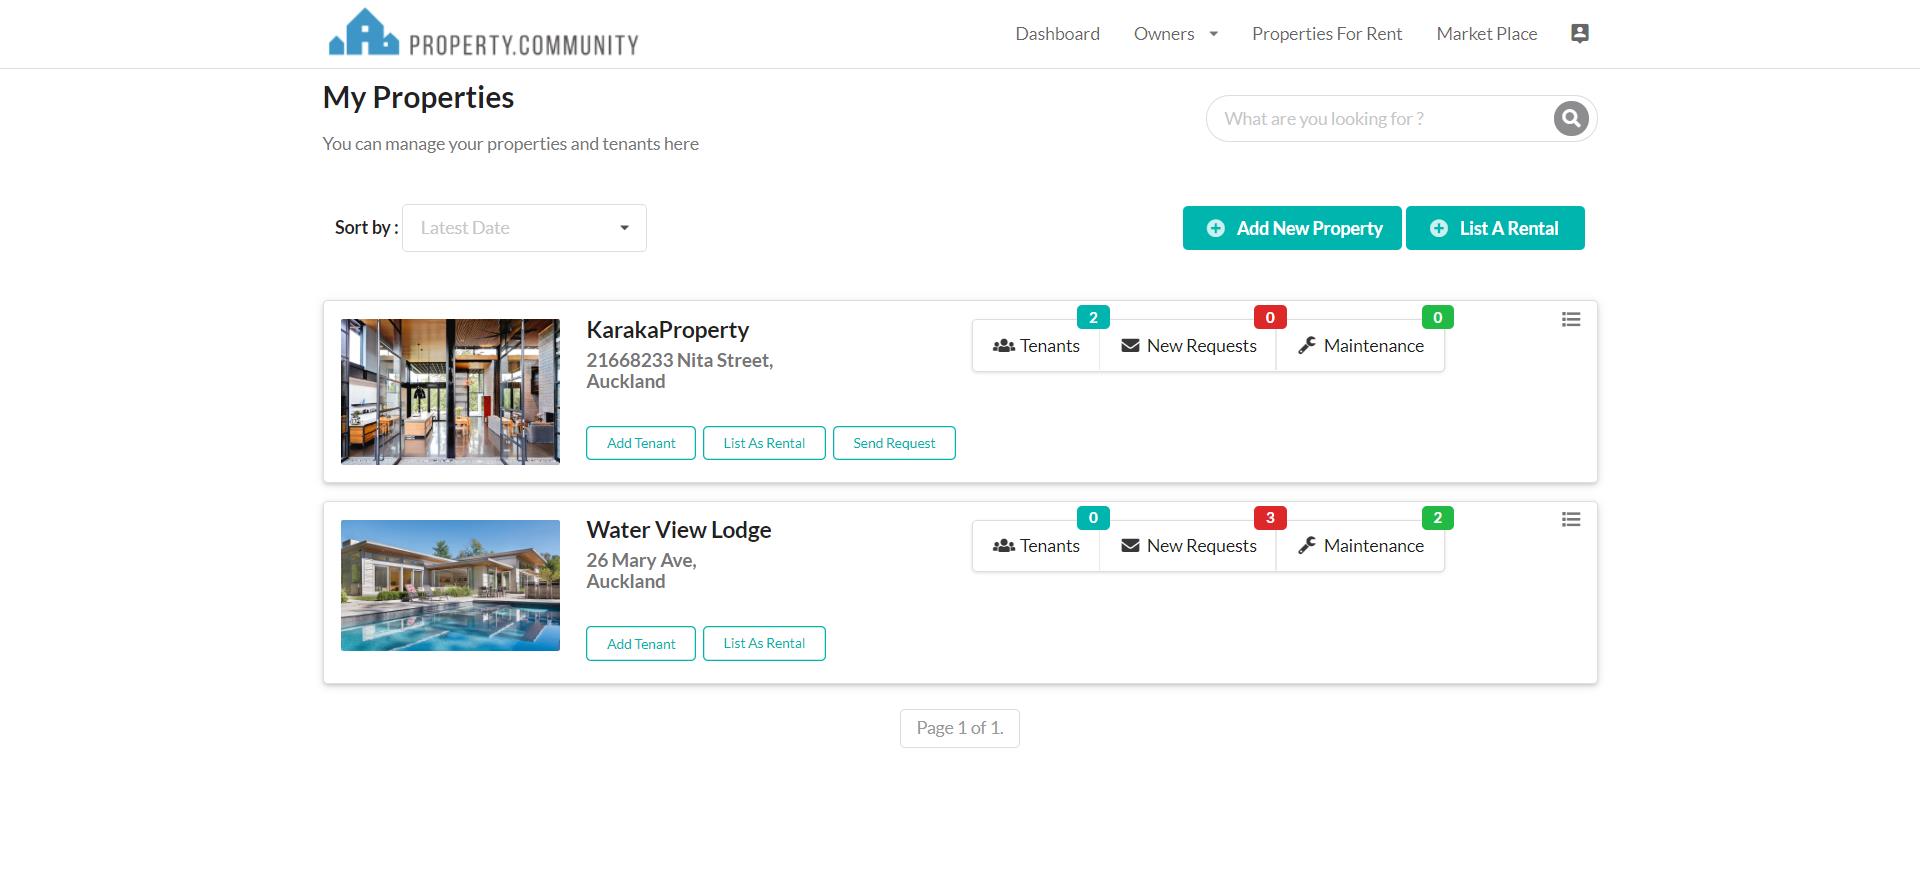 PROPERTY.COMMUNITY
Dashboard Owners Properties For Rent Market Place
My Properties
You can manage your properties and tenants here
What are you looking for ?
Sort by : Latest Date
Add New Property List A Rental
KarakaProperty
21668233 Nita Street,
Auckland
2 0 0
Tenants New Requests Maintenance
Add Tenant List As Rental Send Request
Water View Lodge
26 Mary Ave,
Auckland
0 3 2
Tenants New Requests Maintenance
Add Tenant List As Rental
Page 1 of 1.